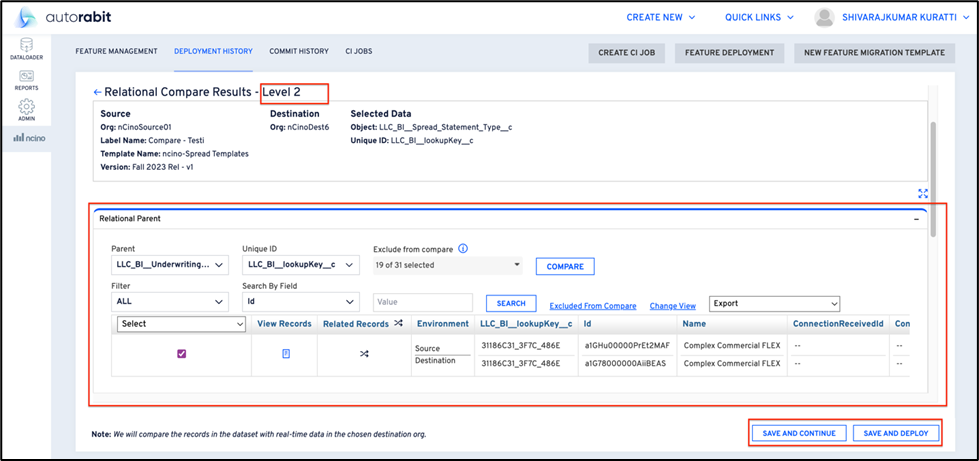 autorabit
CREATE NEW
QUICK LINKS
SHIVARAJKUMAR KURATTI
DATALOADER
REPORTS
ADMIN
ncino
FEATURE MANAGEMENT
DEPLOYMENT HISTORY
COMMIT HISTORY
CI JOBS
CREATE CI JOB
FEATURE DEPLOYMENT
NEW FEATURE MIGRATION TEMPLATE
Relational Compare Results - Level 2
Source
Org: nCinoSource01
Label Name: Compare - Testi
Template Name: ncino-Spread Templates
Version: Fall 2023 Rel - v1
Destination
Org: nCinoDest6
Selected Data
Object: LLC_BI__Spread_Statement_Type__c
Unique ID: LLC_BI__lookupKey__c
Relational Parent
Parent
LLC_BI__Underwriting...
Unique ID
LLC_BI__lookupKey__c
Exclude from compare
19 of 31 selected
COMPARE
Filter
ALL
Search By Field
Id
Value
SEARCH
Excluded From Compare
Change View
Export
Select
View Records
Related Records
Environment
LLC_BI__lookupKey__c
Id
Name
ConnectionReceivedId
Con
Source
31186C31_3F7C_486E
a1GHu00000PrEt2MAF
Complex Commercial FLEX
--
--
Destination
31186C31_3F7C_486E
a1G78000000AiiBEAS
Complex Commercial FLEX
--
--
Note: We will compare the records in the dataset with real-time data in the chosen destination org.
SAVE AND CONTINUE
SAVE AND DEPLOY